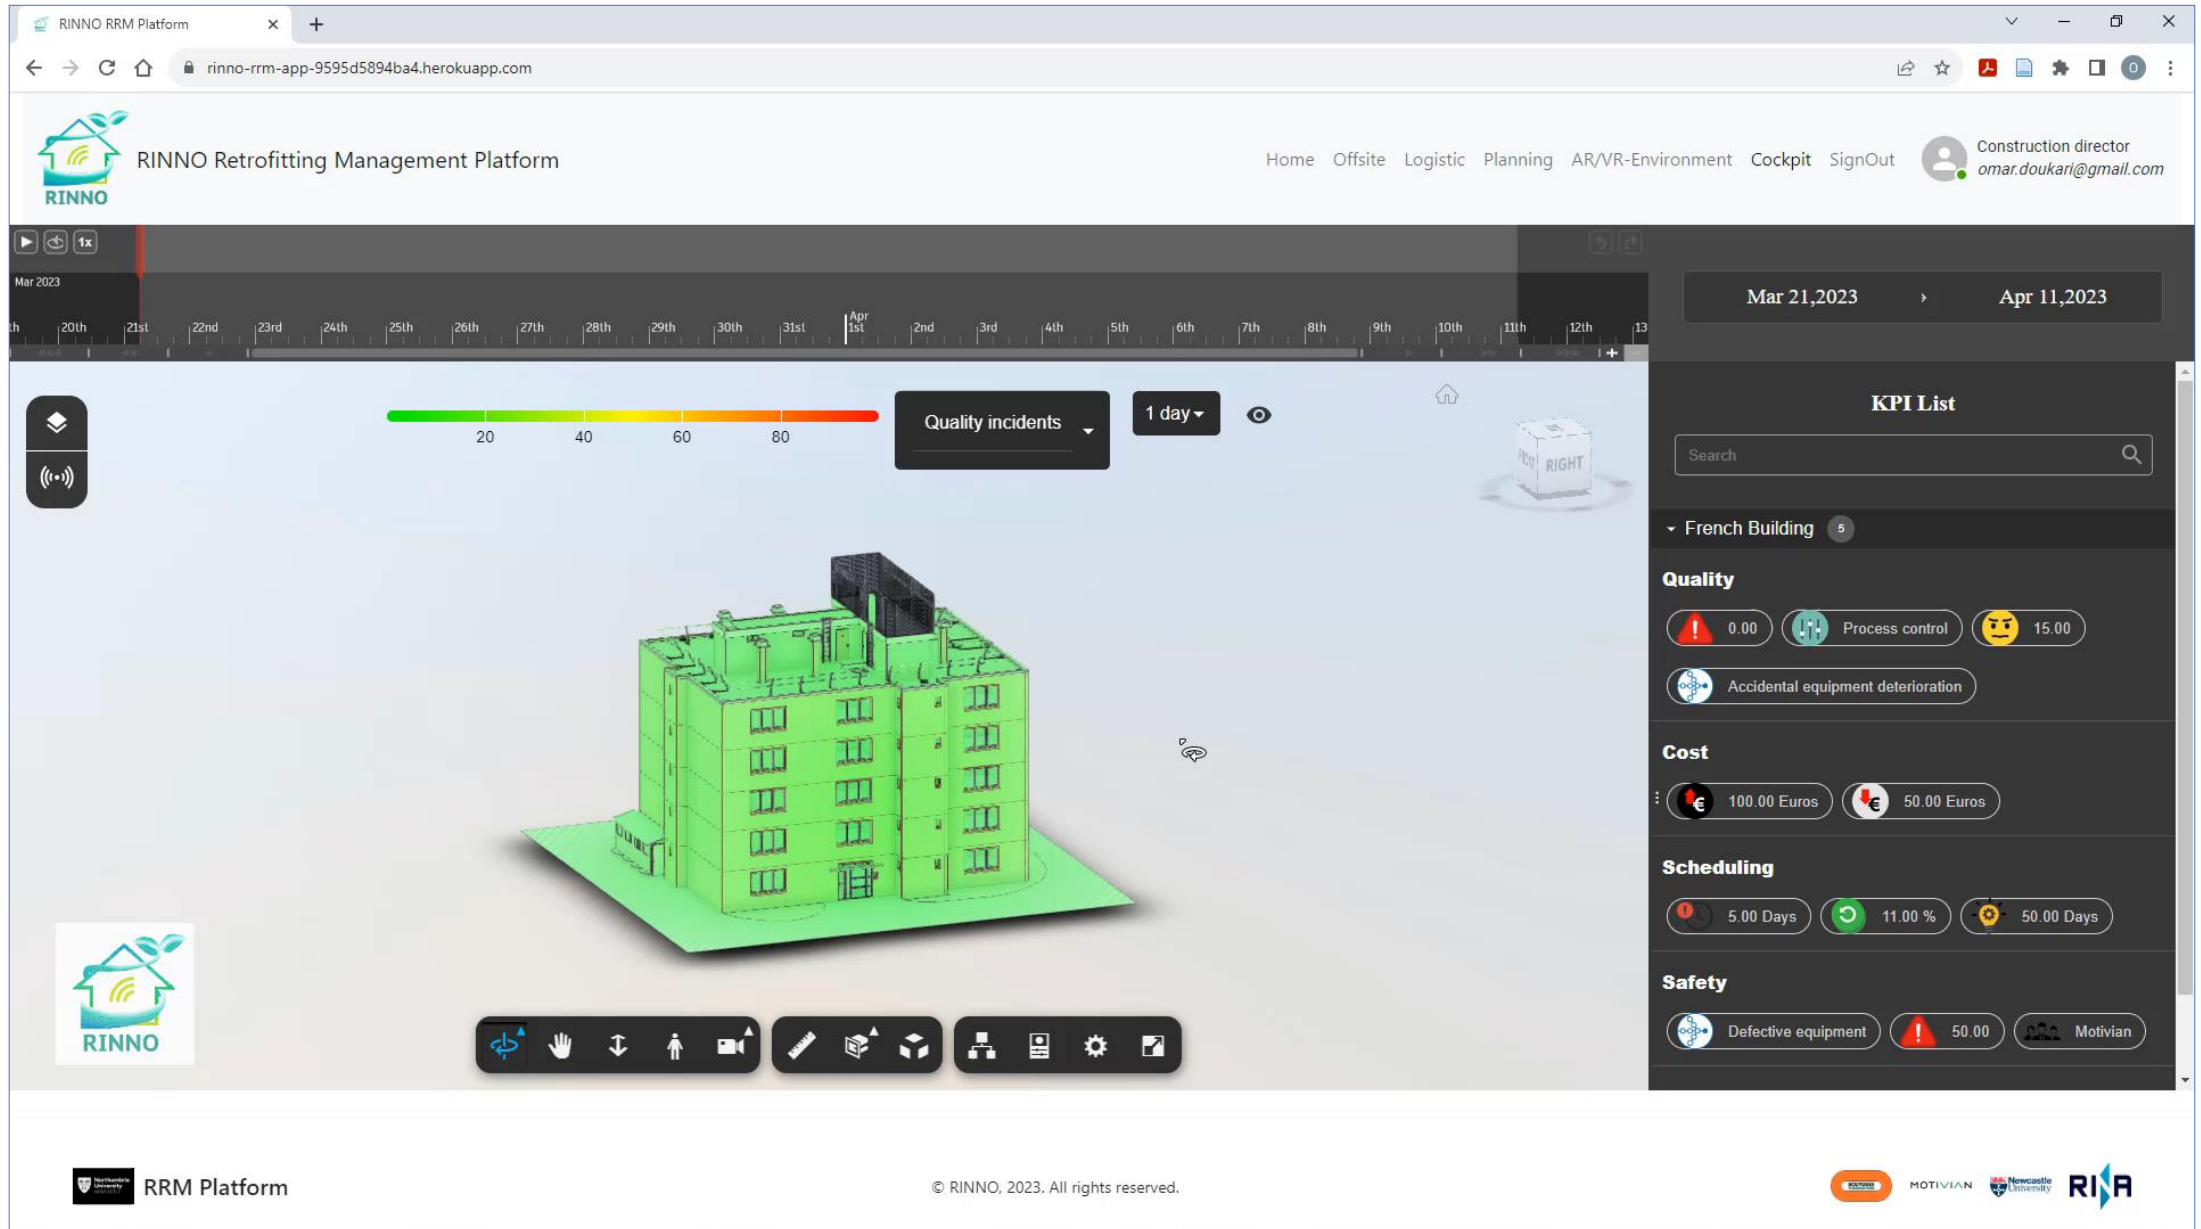 RINNO RRM Platform
rinno-rrm-app-9595d5894ba4.herokuapp.com
O
RINNO
RINNO Retrofitting Management Platform
Home Offsite Logistic Planning AR/VR-Environment Cockpit SignOut
Construction director
omar.doukari@gmail.com
1x
Mar 2023
th 20th 21st 22nd 23rd 24th 25th 26th 27th 28th 29th 30th 31st Apr 1st 2nd 3rd 4th 5th 6th 7th 8th 9th 10th 11th 12th 13
Mar 21,2023 › Apr 11,2023
20 40 60 80
Quality incidents
1 day
FRONT RIGHT
KPI List
Search
French Building 5
Quality
0.00 Process control 15.00
Accidental equipment deterioration
Cost
100.00 Euros 50.00 Euros
Scheduling
5.00 Days 11.00 % 50.00 Days
Safety
Defective equipment 50.00 Motivian
RINNO
Northumbria University
RRM Platform
© RINNO, 2023. All rights reserved.
MOTIVIAN
Newcastle University
RINA